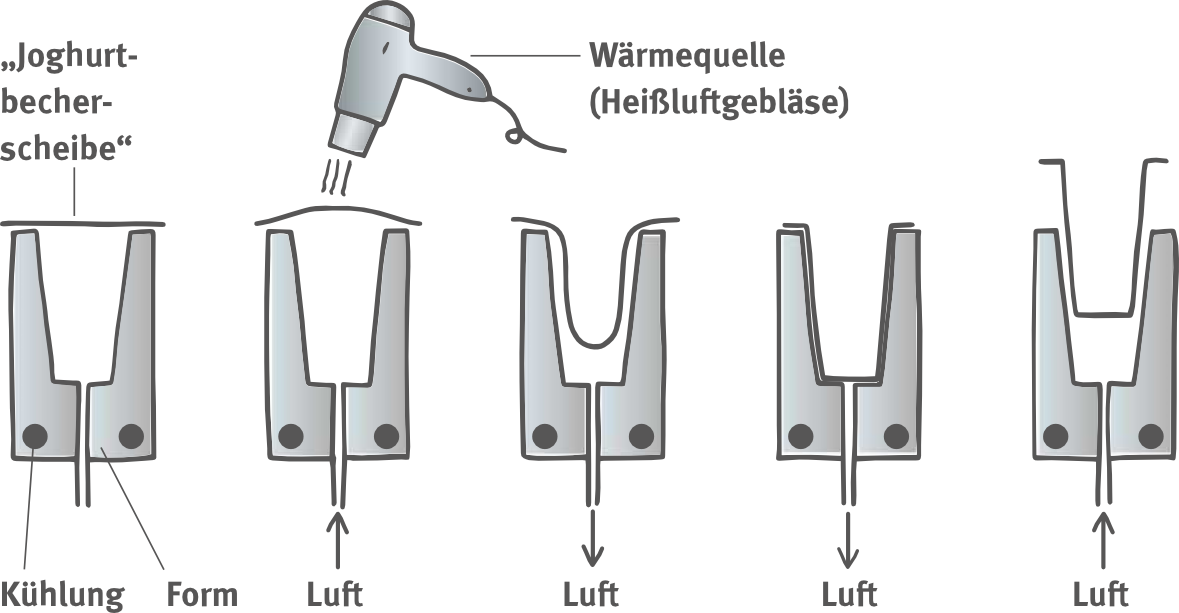 „Joghurt-
becher-
scheibe“
Wärmequelle
(Heißluftgebläse)
Kühlung
Form
Luft
Luft
Luft
Luft